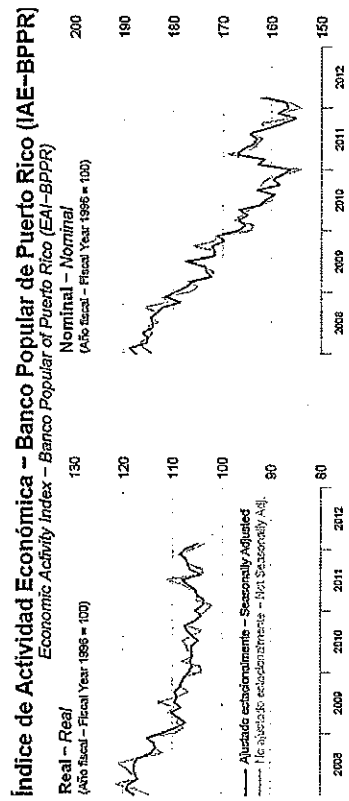 Índice de Actividad Económica – Banco Popular de Puerto Rico (IAE–BPPR)
Economic Activity Index – Banco Popular of Puerto Rico (EAI–BPPR)
Real – Real
(Año fiscal – Fiscal Year 1996 = 100)
130
120
110
100
90
80
Ajustado estacionalmente – Seasonally Adjusted
No ajustado estacionalmente – Not Seasonally Adj.
2008
2009
2010
2011
2012
Nominal – Nominal
(Año fiscal – Fiscal Year 1996 = 100)
200
190
180
170
160
150
2008
2009
2010
2011
2012